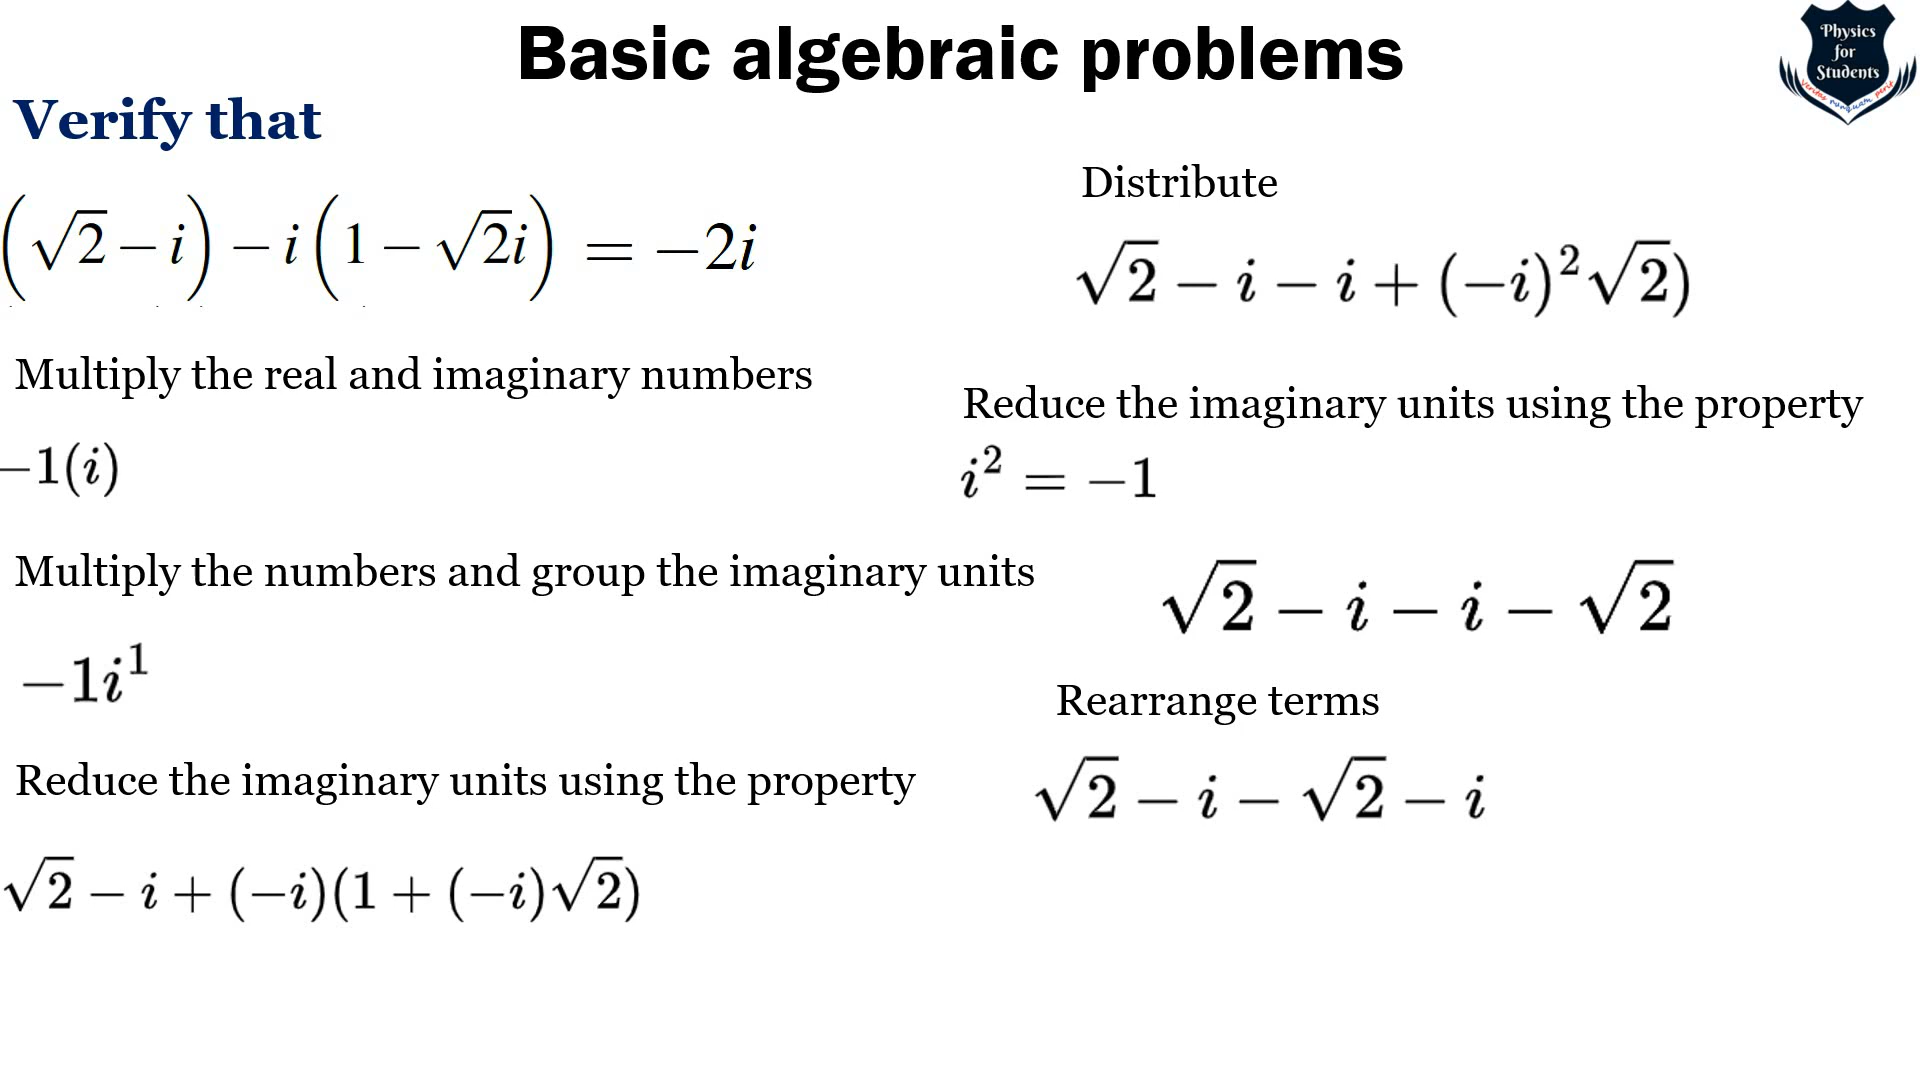 Basic algebraic problems
Physics
for
Students
veritas nunquam perit
Verify that
(√2 − i) − i(1 − √2i) = −2i
Multiply the real and imaginary numbers
−1(i)
Multiply the numbers and group the imaginary units
−1i¹
Reduce the imaginary units using the property
√2 − i + (−i)(1 + (−i)√2)
Distribute
√2 − i − i + (−i)²√2)
Reduce the imaginary units using the property
i² = −1
√2 − i − i − √2
Rearrange terms
√2 − i − √2 − i